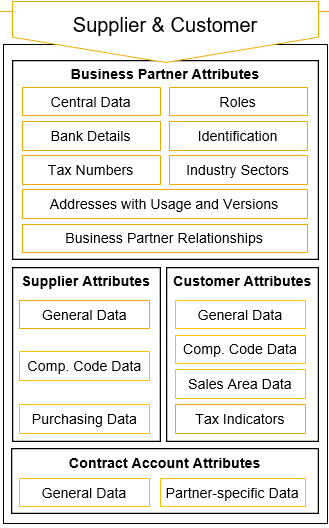 Supplier & Customer
Business Partner Attributes
Central Data
Roles
Bank Details
Identification
Tax Numbers
Industry Sectors
Addresses with Usage and Versions
Business Partner Relationships
Supplier Attributes
General Data
Comp. Code Data
Purchasing Data
Customer Attributes
General Data
Comp. Code Data
Sales Area Data
Tax Indicators
Contract Account Attributes
General Data
Partner-specific Data